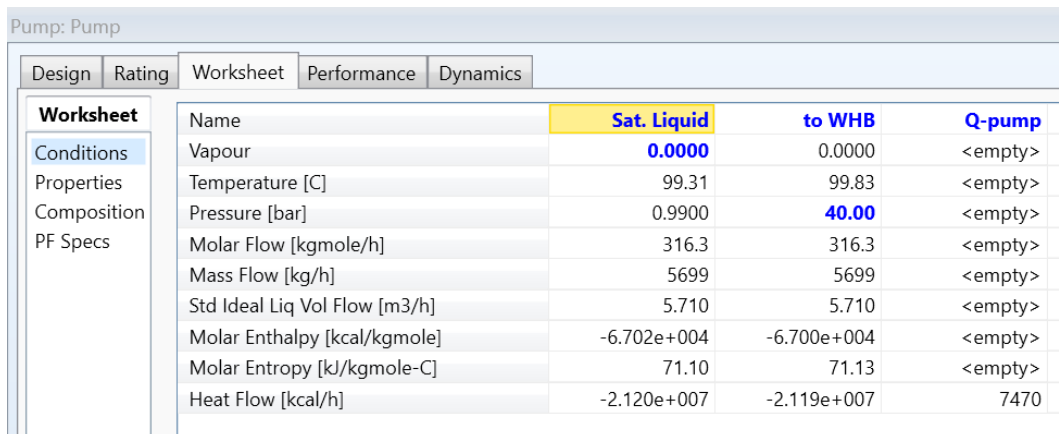 Pump: Pump
Design Rating Worksheet Performance Dynamics
Worksheet
Conditions
Properties
Composition
PF Specs
Name Sat. Liquid to WHB Q-pump
Vapour 0.0000 0.0000 <empty>
Temperature [C] 99.31 99.83 <empty>
Pressure [bar] 0.9900 40.00 <empty>
Molar Flow [kgmole/h] 316.3 316.3 <empty>
Mass Flow [kg/h] 5699 5699 <empty>
Std Ideal Liq Vol Flow [m3/h] 5.710 5.710 <empty>
Molar Enthalpy [kcal/kgmole] -6.702e+004 -6.700e+004 <empty>
Molar Entropy [kJ/kgmole-C] 71.10 71.13 <empty>
Heat Flow [kcal/h] -2.120e+007 -2.119e+007 7470